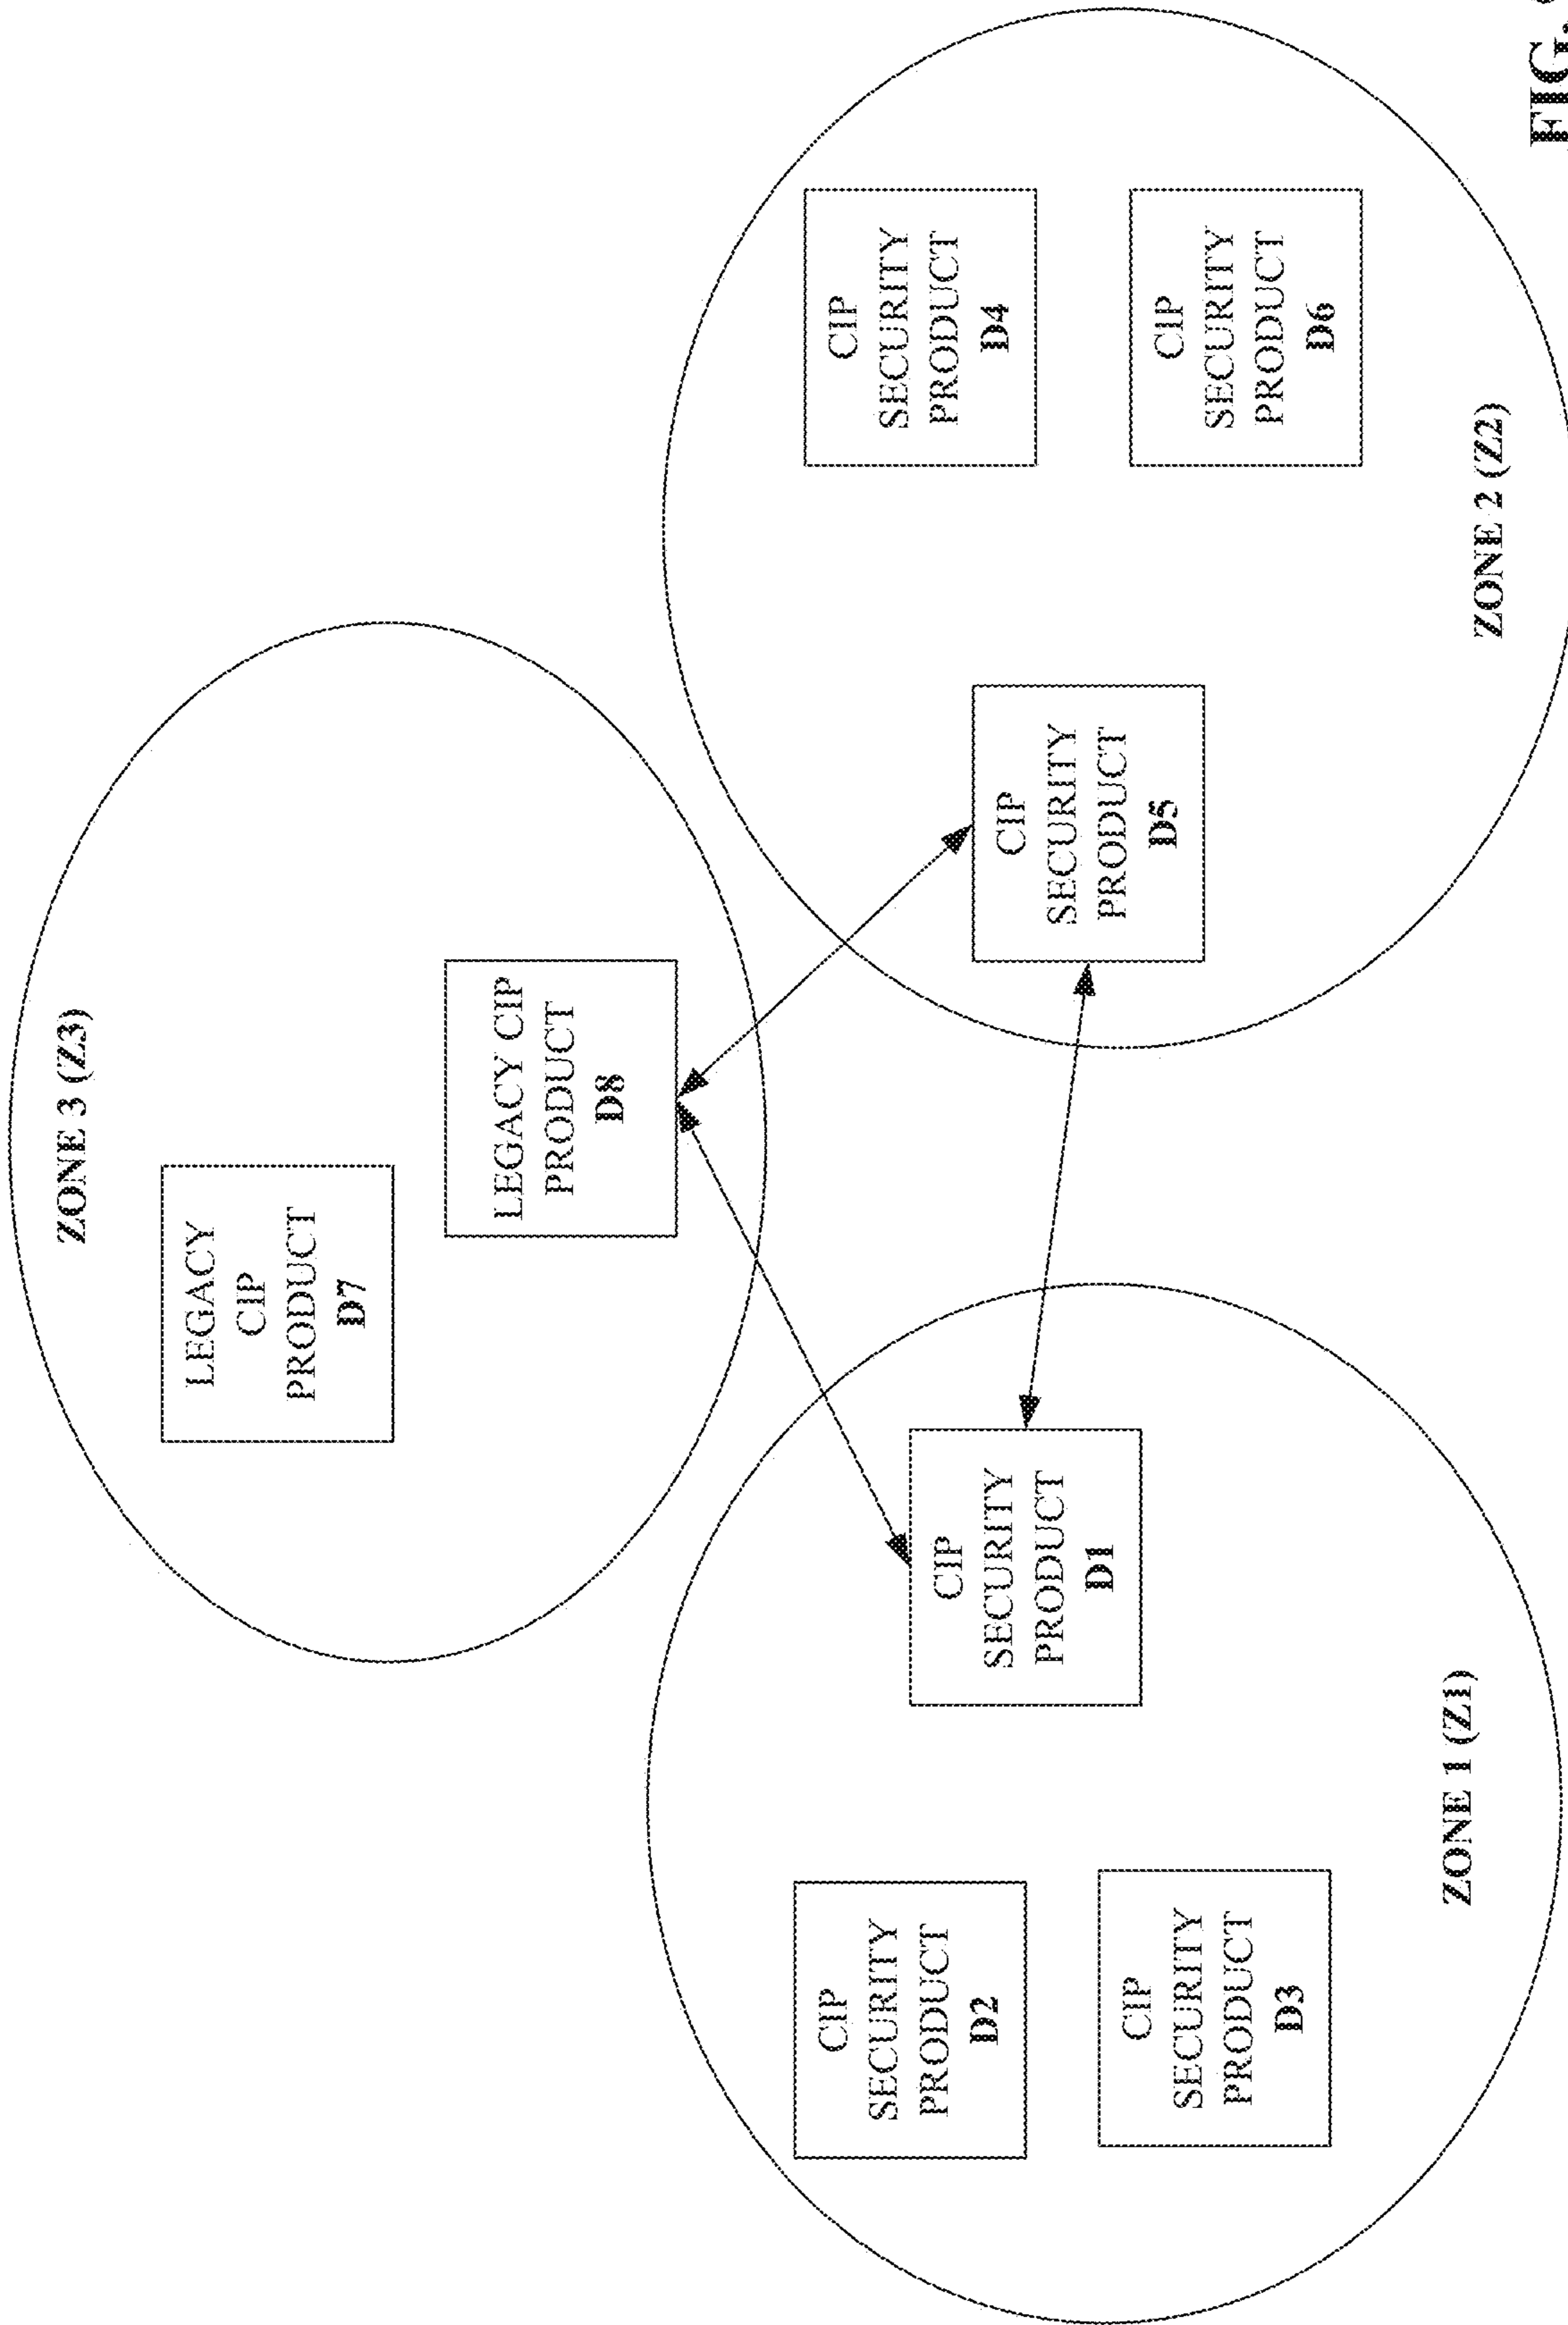 ZONE 3 (Z3)
LEGACY
CIP
PRODUCT
D7
LEGACY CIP
PRODUCT
D8
CIP
SECURITY
PRODUCT
D2
CIP
SECURITY
PRODUCT
D3
CIP
SECURITY
PRODUCT
D1
ZONE 1 (Z1)
CIP
SECURITY
PRODUCT
D5
CIP
SECURITY
PRODUCT
D4
CIP
SECURITY
PRODUCT
D6
ZONE 2 (Z2)
FIG.